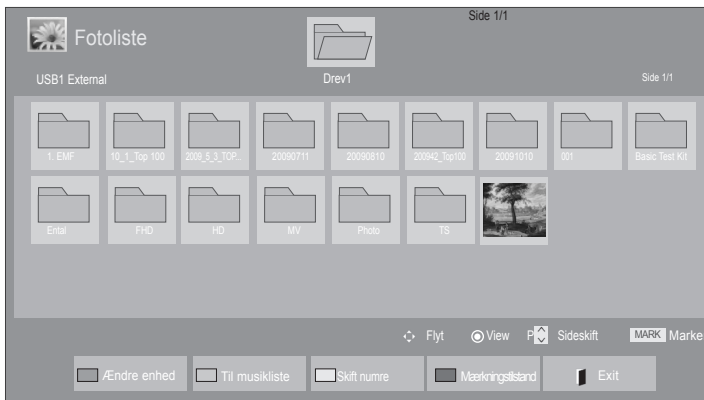 Side 1/1
Fotoliste
USB1 External
Drev1
Side 1/1
1. EMF
10_1_Top 100
2009_5_3_TOP...
20090711
20090810
200942_Top100
20091010
001
Basic Test Kit
Ental
FHD
HD
MV
Photo
TS
Flyt
View
P
Sideskift
MARK
Marke
Ændre enhed
Til musikliste
Skift numre
Mærkningstilstand
Exit